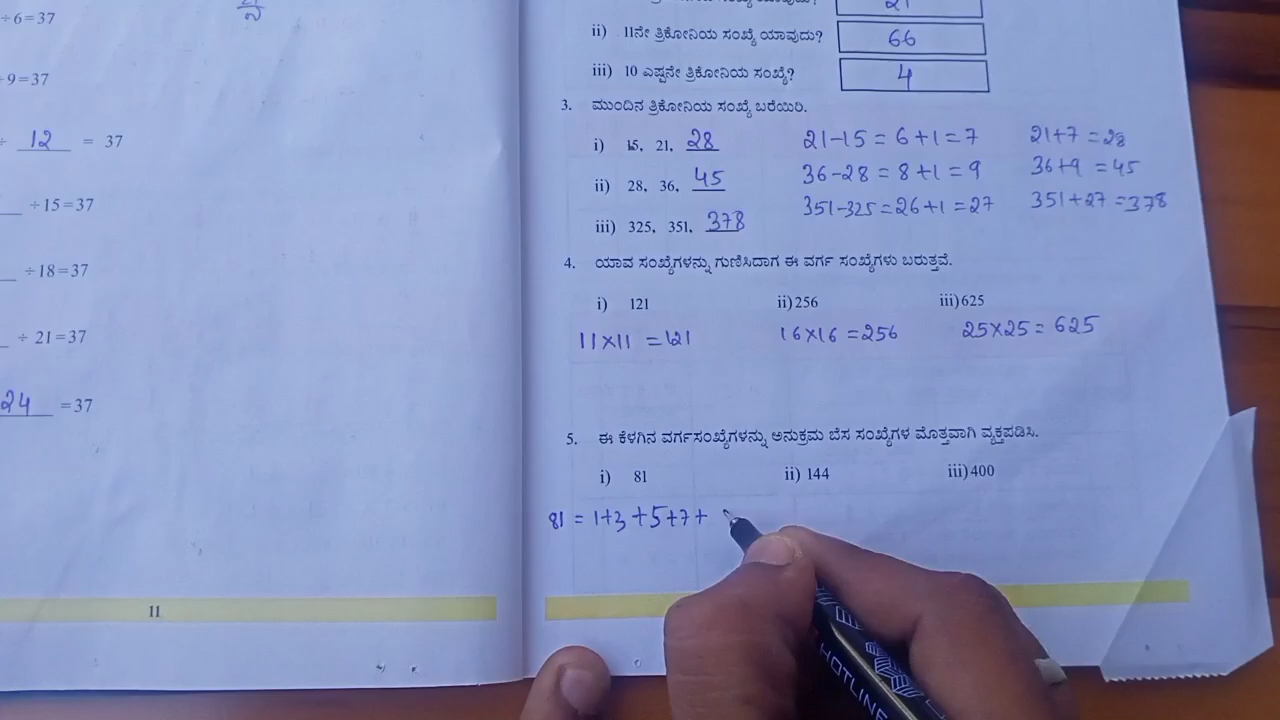 ÷6=37
÷9=37
÷ 12 = 37
÷15=37
÷18=37
÷ 21=37
24 =37
11
21
ii) 11ನೇ ತ್ರಿಕೋನಿಯ ಸಂಖ್ಯೆ ಯಾವುದು? 66
iii) 10 ಎಷ್ಟನೇ ತ್ರಿಕೋನಿಯ ಸಂಖ್ಯೆ? 4
3. ಮುಂದಿನ ತ್ರಿಕೋನಿಯ ಸಂಖ್ಯೆ ಬರೆಯಿರಿ.
i) 15, 21, 28 21-15=6+1=7 21+7=28
ii) 28, 36, 45 36-28=8+1=9 36+9=45
iii) 325, 351, 378 351-325=26+1=27 351+27=378
4. ಯಾವ ಸಂಖ್ಯೆಗಳನ್ನು ಗುಣಿಸಿದಾಗ ಈ ವರ್ಗ ಸಂಖ್ಯೆಗಳು ಬರುತ್ತವೆ.
i) 121 ii) 256 iii) 625
11×11=121 16×16=256 25×25=625
5. ಈ ಕೆಳಗಿನ ವರ್ಗಸಂಖ್ಯೆಗಳನ್ನು ಅನುಕ್ರಮ ಬೆಸ ಸಂಖ್ಯೆಗಳ ಮೊತ್ತವಾಗಿ ವ್ಯಕ್ತಪಡಿಸಿ.
i) 81 ii) 144 iii) 400
81 = 1+3+5+7+
HOTLINE